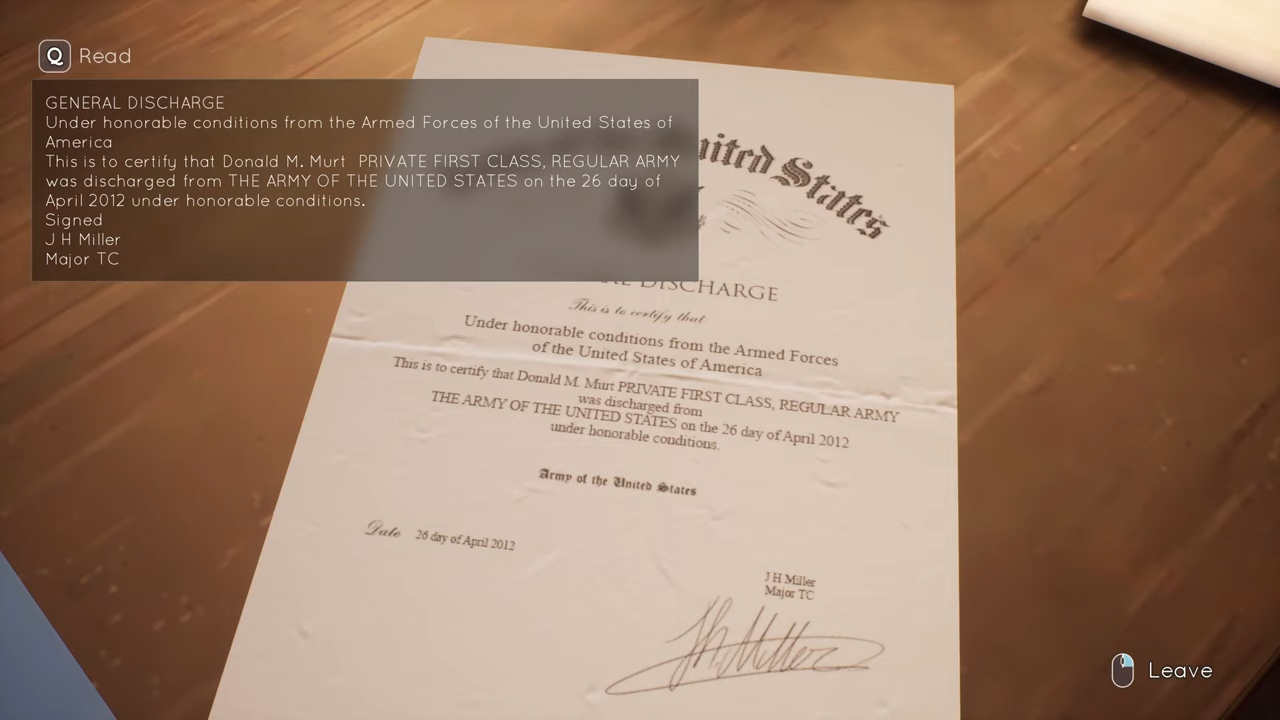 Q Read
GENERAL DISCHARGE
Under honorable conditions from the Armed Forces of the United States of
America
This is to certify that Donald M. Murt  PRIVATE FIRST CLASS, REGULAR ARMY
was discharged from THE ARMY OF THE UNITED STATES on the 26 day of
April 2012 under honorable conditions.
Signed
J H Miller
Major TC
States
DISCHARGE
This is to certify that
Under honorable conditions from the Armed Forces
of the United States of America
This is to certify that Donald M. Murt PRIVATE FIRST CLASS, REGULAR ARMY
was discharged from
THE ARMY OF THE UNITED STATES on the 26 day of April 2012
under honorable conditions.
Army of the United States
Date 26 day of April 2012
J H Miller
Major TC
J h Miller
Leave